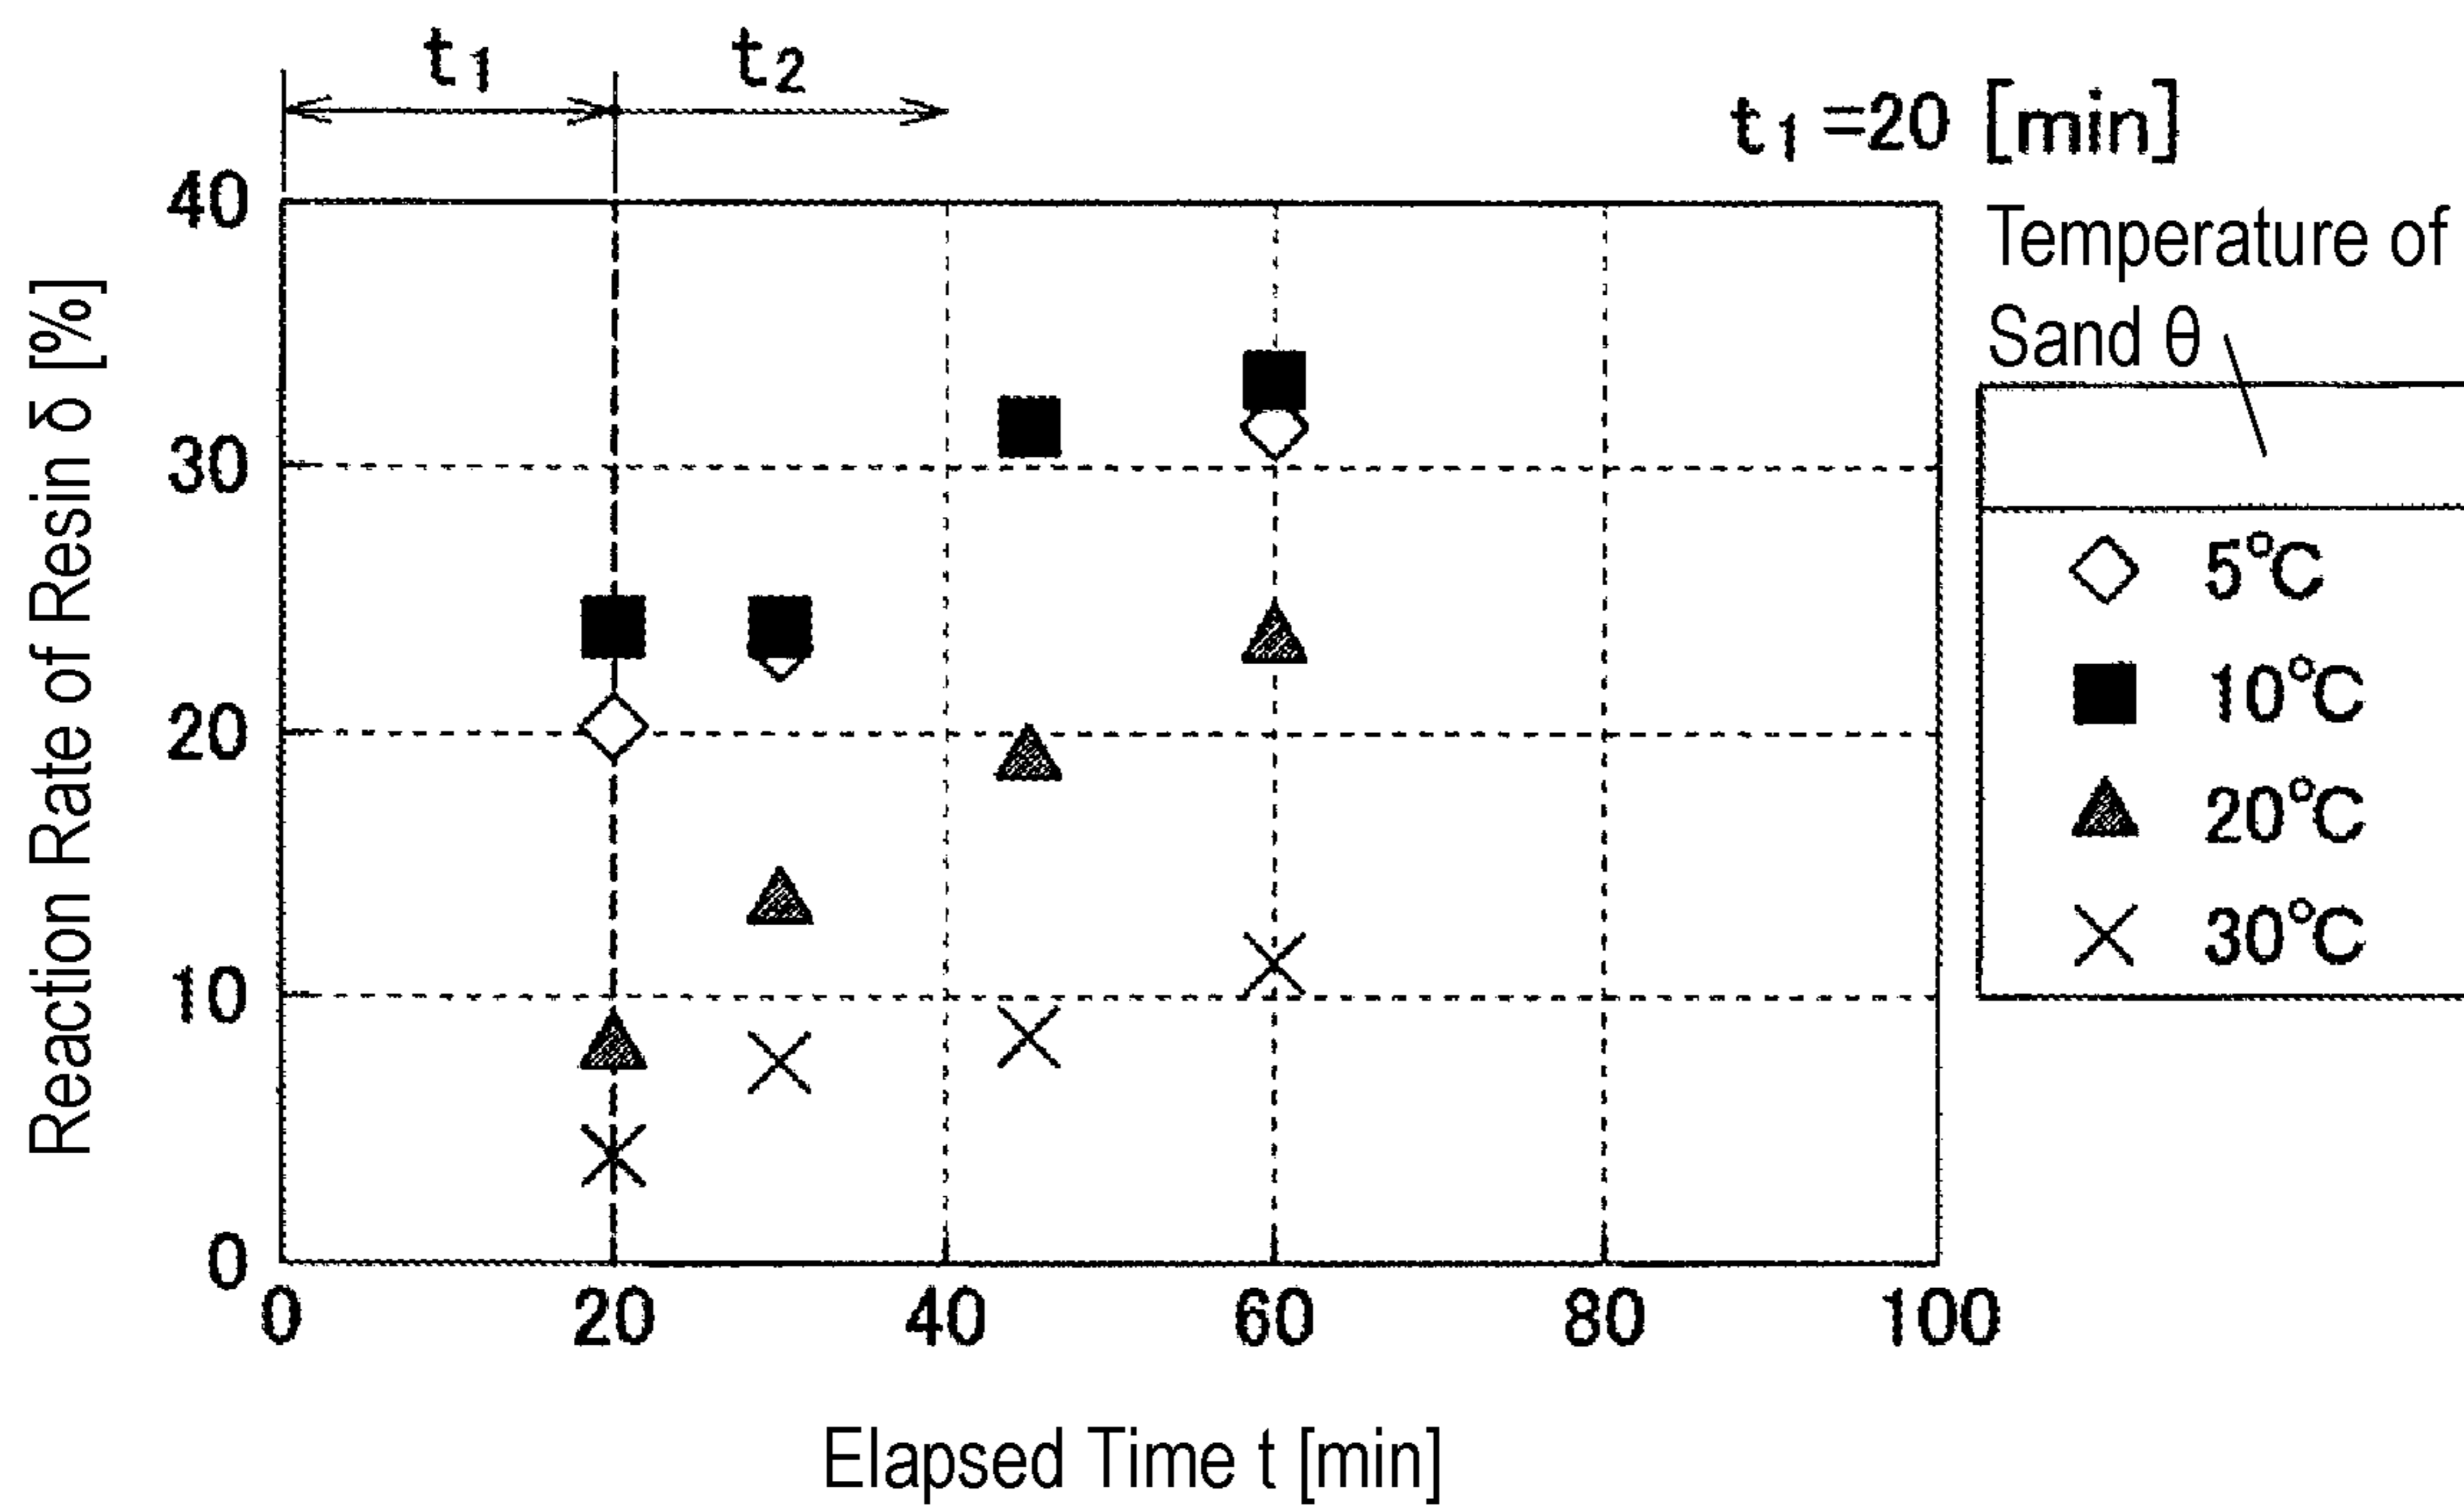 t₁
t₂
t₁=20 [min]
Temperature of
Sand θ
5°C
10°C
20°C
30°C
Reaction Rate of Resin δ [%]
40
30
20
10
0
0 20 40 60 80 100
Elapsed Time t [min]